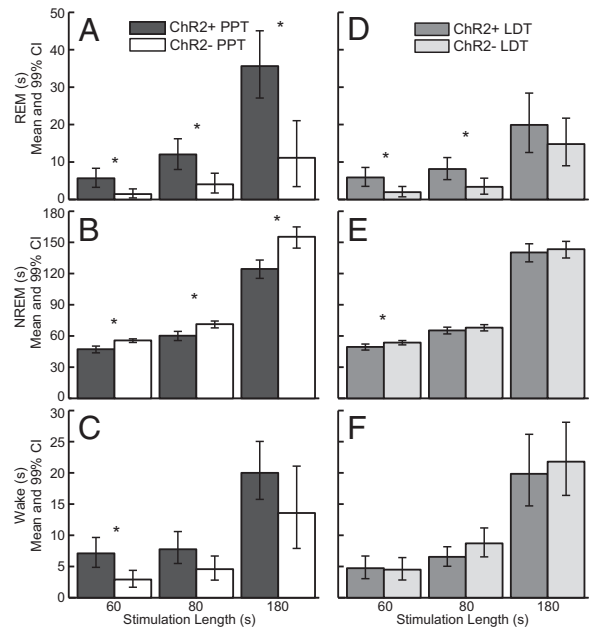 A
ChR2+ PPT
ChR2- PPT
REM (s)
Mean and 99% CI
50
40
30
20
10
0
*
*
*
D
ChR2+ LDT
ChR2- LDT
*
*
B
NREM (s)
Mean and 99% CI
180
150
120
90
60
30
0
*
*
*
E
*
C
Wake (s)
Mean and 99% CI
30
25
20
15
10
5
0
*
60
80
180
Stimulation Length (s)
F
60
80
180
Stimulation Length (s)